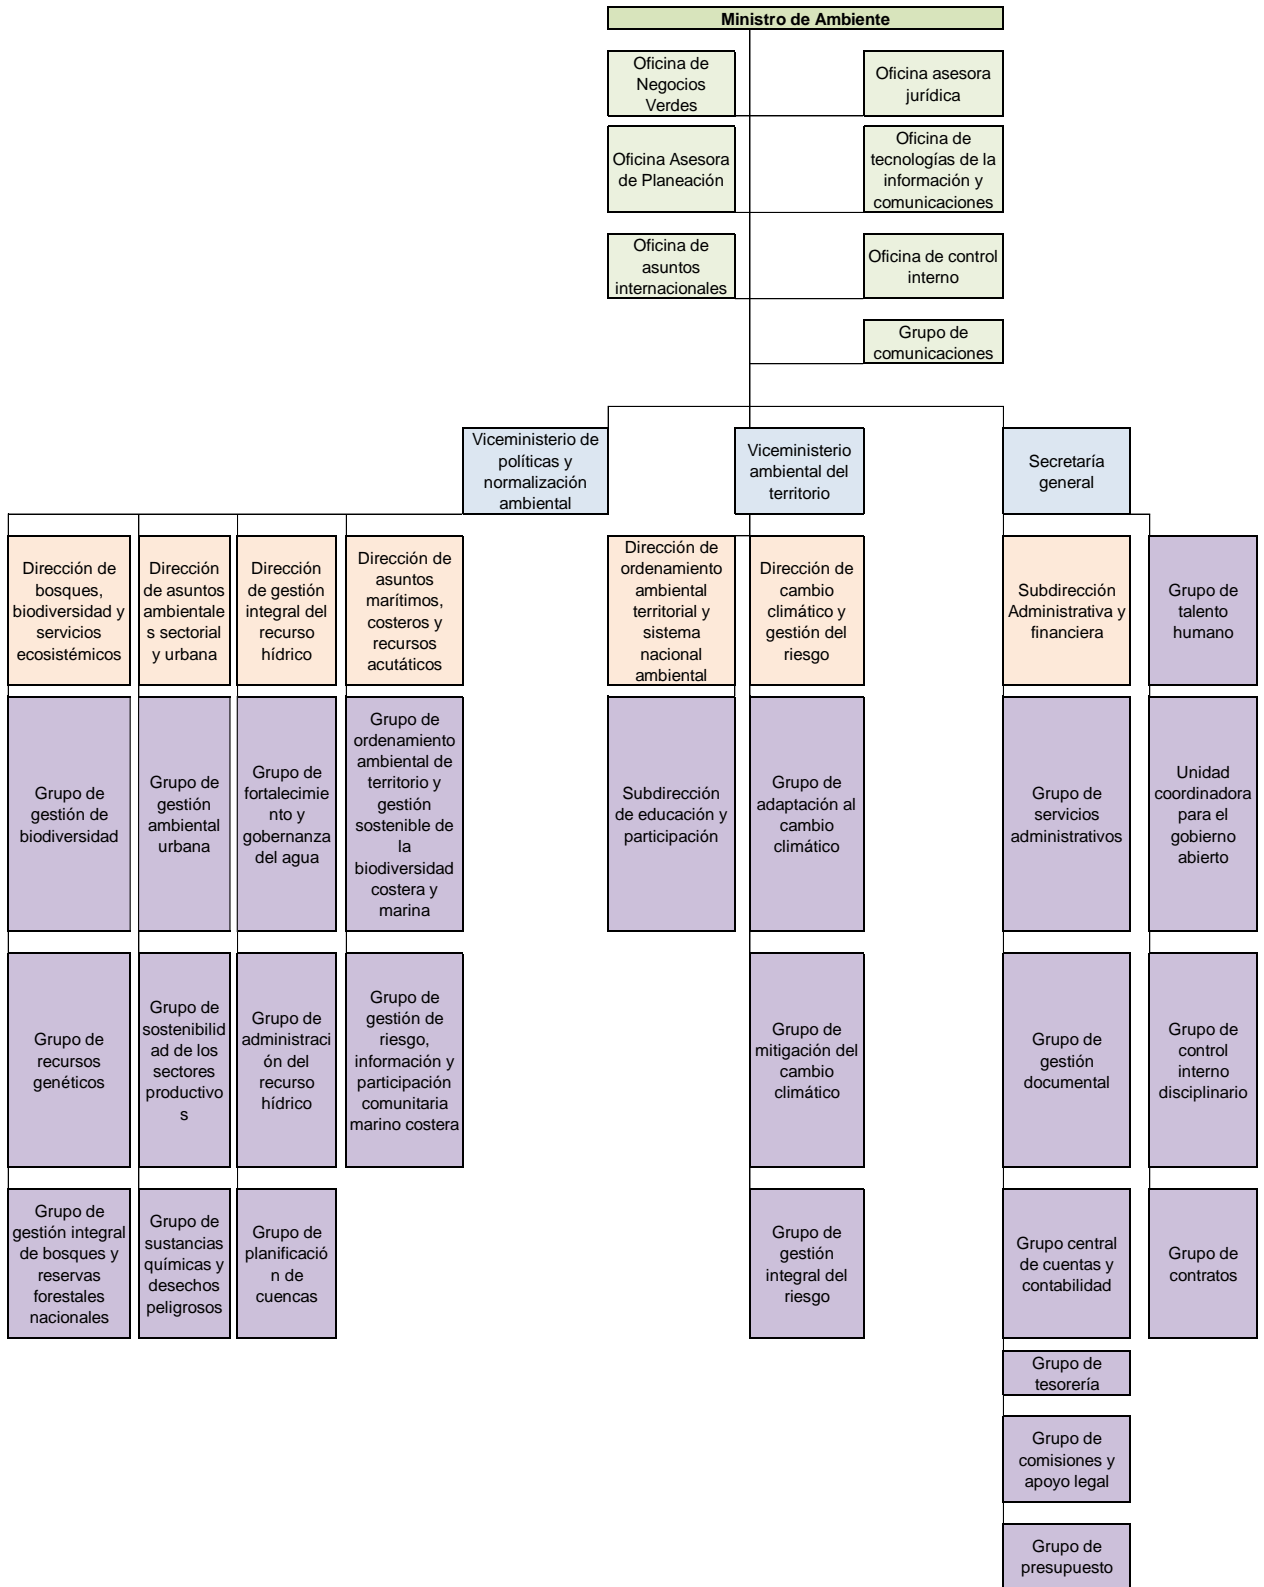 Ministro de Ambiente
Oficina de
Negocios
Verdes
Oficina asesora
jurídica
Oficina Asesora
de Planeación
Oficina de
tecnologías de la
información y
comunicaciones
Oficina de
asuntos
internacionales
Oficina de control
interno
Grupo de
comunicaciones
Viceministerio de
políticas y
normalización
ambiental
Viceministerio
ambiental del
territorio
Secretaría
general
Dirección de
bosques,
biodiversidad y
servicios
ecosistémicos
Dirección
de asuntos
ambientale
s sectorial
y urbana
Dirección
de gestión
integral del
recurso
hídrico
Dirección de
asuntos
marítimos,
costeros y
recursos
acutáticos
Dirección de
ordenamiento
ambiental
territorial y
sistema
nacional
ambiental
Dirección de
cambio
climático y
gestión del
riesgo
Subdirección
Administrativa y
financiera
Grupo de
talento
humano
Grupo de
gestión de
biodiversidad
Grupo de
gestión
ambiental
urbana
Grupo de
fortalecimie
nto y
gobernanza
del agua
Grupo de
ordenamiento
ambiental de
territorio y
gestión
sostenible de
la
biodiversidad
costera y
marina
Subdirección
de educación y
participación
Grupo de
adaptación al
cambio
climático
Grupo de
servicios
administrativos
Unidad
coordinadora
para el
gobierno
abierto
Grupo de
recursos
genéticos
Grupo de
sostenibilid
ad de los
sectores
productivo
s
Grupo de
administraci
ón del
recurso
hídrico
Grupo de
gestión de
riesgo,
información y
participación
comunitaria
marino costera
Grupo de
mitigación del
cambio
climático
Grupo de
gestión
documental
Grupo de
control
interno
disciplinario
Grupo de
gestión integral
de bosques y
reservas
forestales
nacionales
Grupo de
sustancias
químicas y
desechos
peligrosos
Grupo de
planificació
n de
cuencas
Grupo de
gestión
integral del
riesgo
Grupo central
de cuentas y
contabilidad
Grupo de
contratos
Grupo de
tesorería
Grupo de
comisiones y
apoyo legal
Grupo de
presupuesto